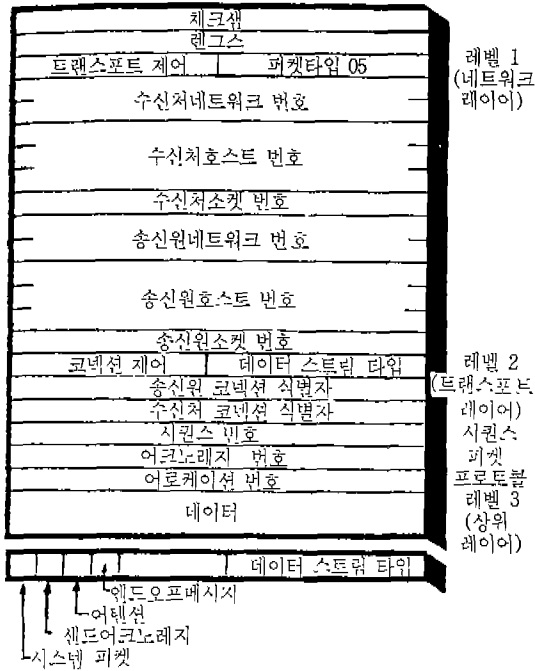 체크섬
렌그스
트랜스포트 제어 퍼켓타입 05
수신처네트워크 번호
수신처호스트 번호
수신처소켓 번호
송신원네트워크 번호
송신원호스트 번호
송신원소켓 번호
코넥션 제어 데이터 스트림 타입
송신원 코넥션 식별자
수신처 코넥션 식별자
시퀀스 번호
어크노레지 번호
어로케이션 번호
데이터
레벨 1
(네트워크
레이어)
레벨 2
(트랜스포트
레이어)
시퀀스
퍼켓
프로토콜
레벨 3
(상위
레이어)
데이터 스트림 타입
엔드오프메시지
어텐션
센드어크노레지
시스템 퍼켓